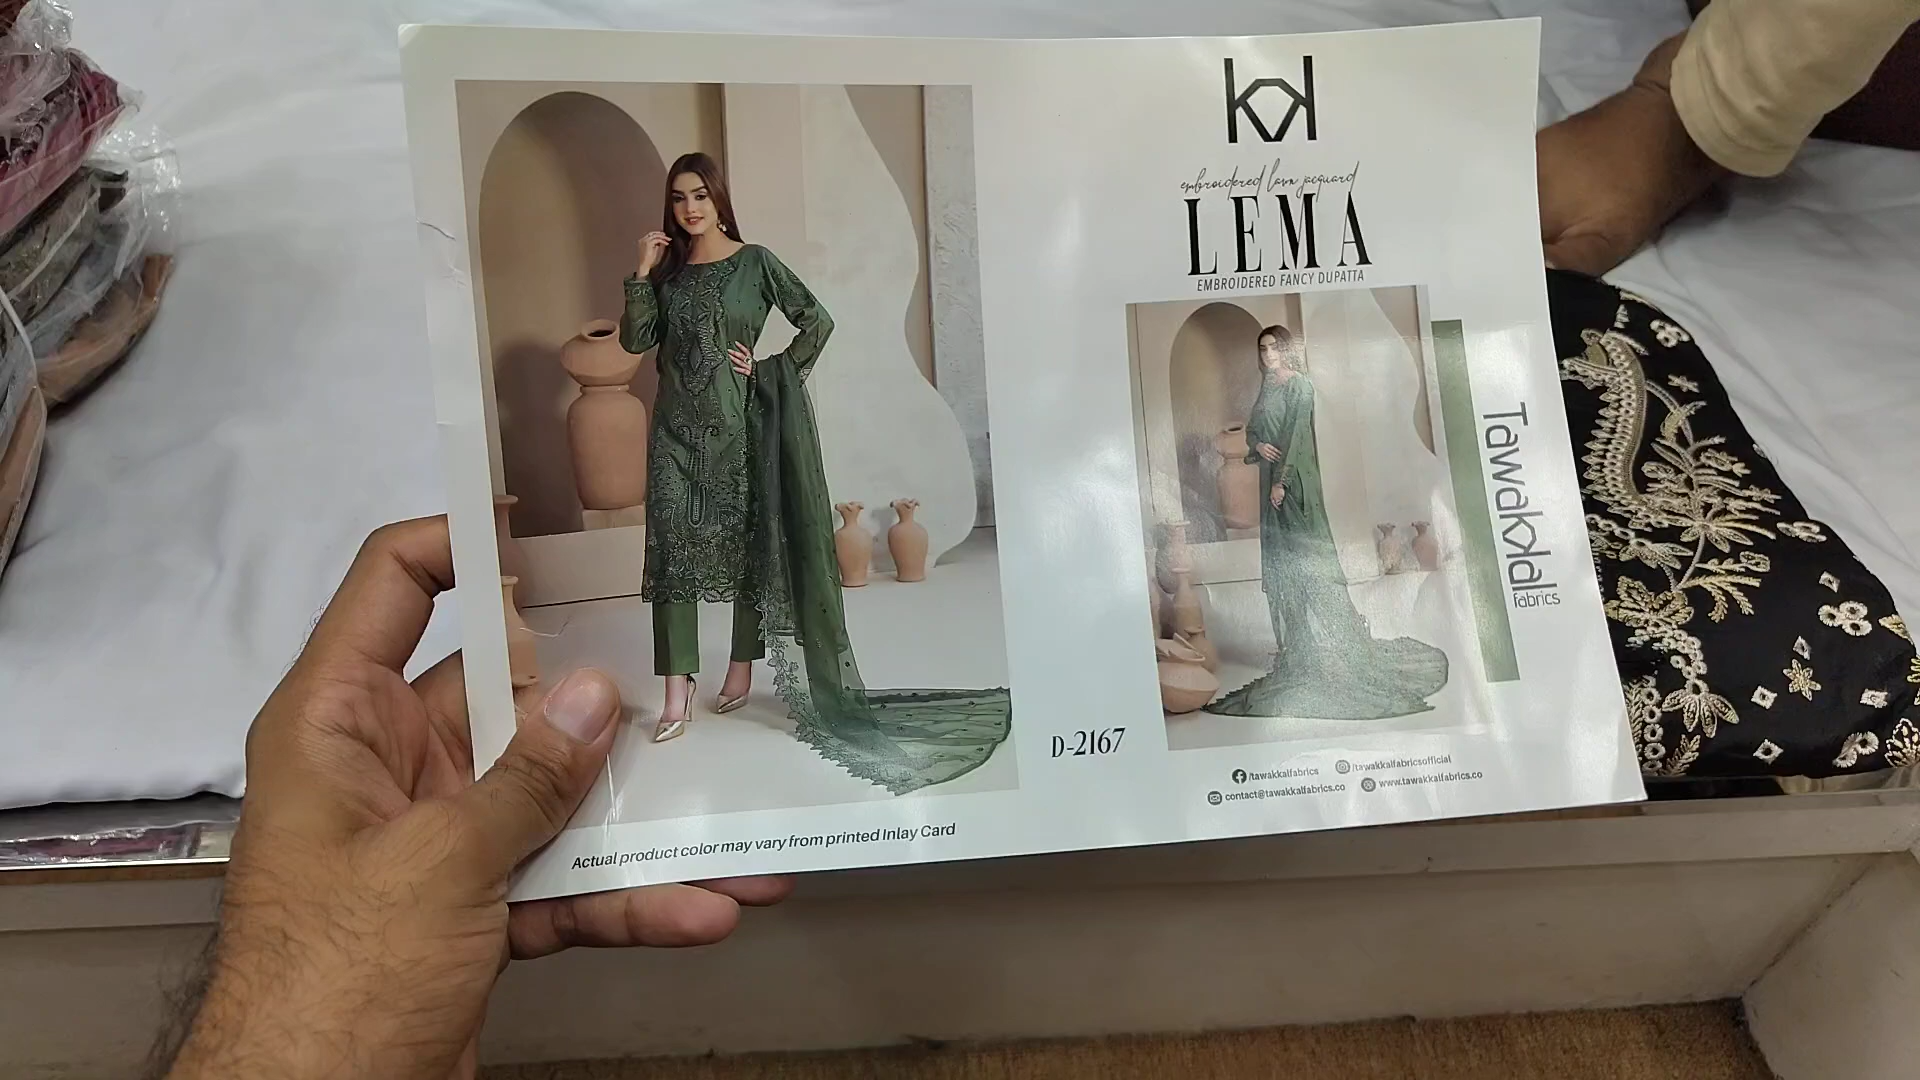 embroidered lawn jacquard
LEMA
EMBROIDERED FANCY DUPATTA
Tawakkal
fabrics
D-2167
/tawakkalfabrics
/tawakkalfabricsofficial
contact@tawakkalfabrics.co
www.tawakkalfabrics.co
Actual product color may vary from printed Inlay Card